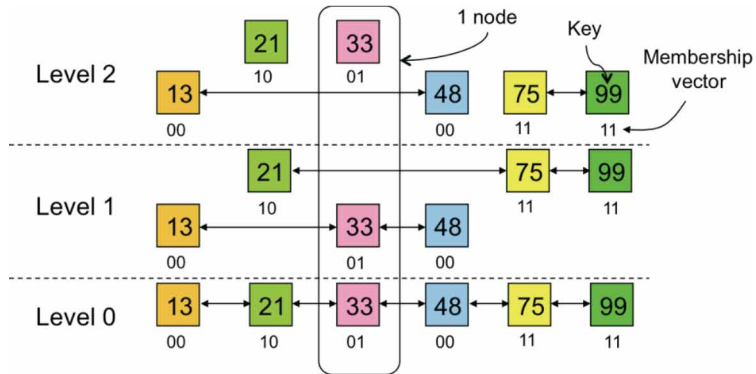 1 node
Key
Membership
vector
Level 2
21 33
10 01
13 48 75 99
00 00 11 11
Level 1
21 75 99
10 11 11
13 33 48
00 01 00
Level 0
13 21 33 48 75 99
00 10 01 00 11 11